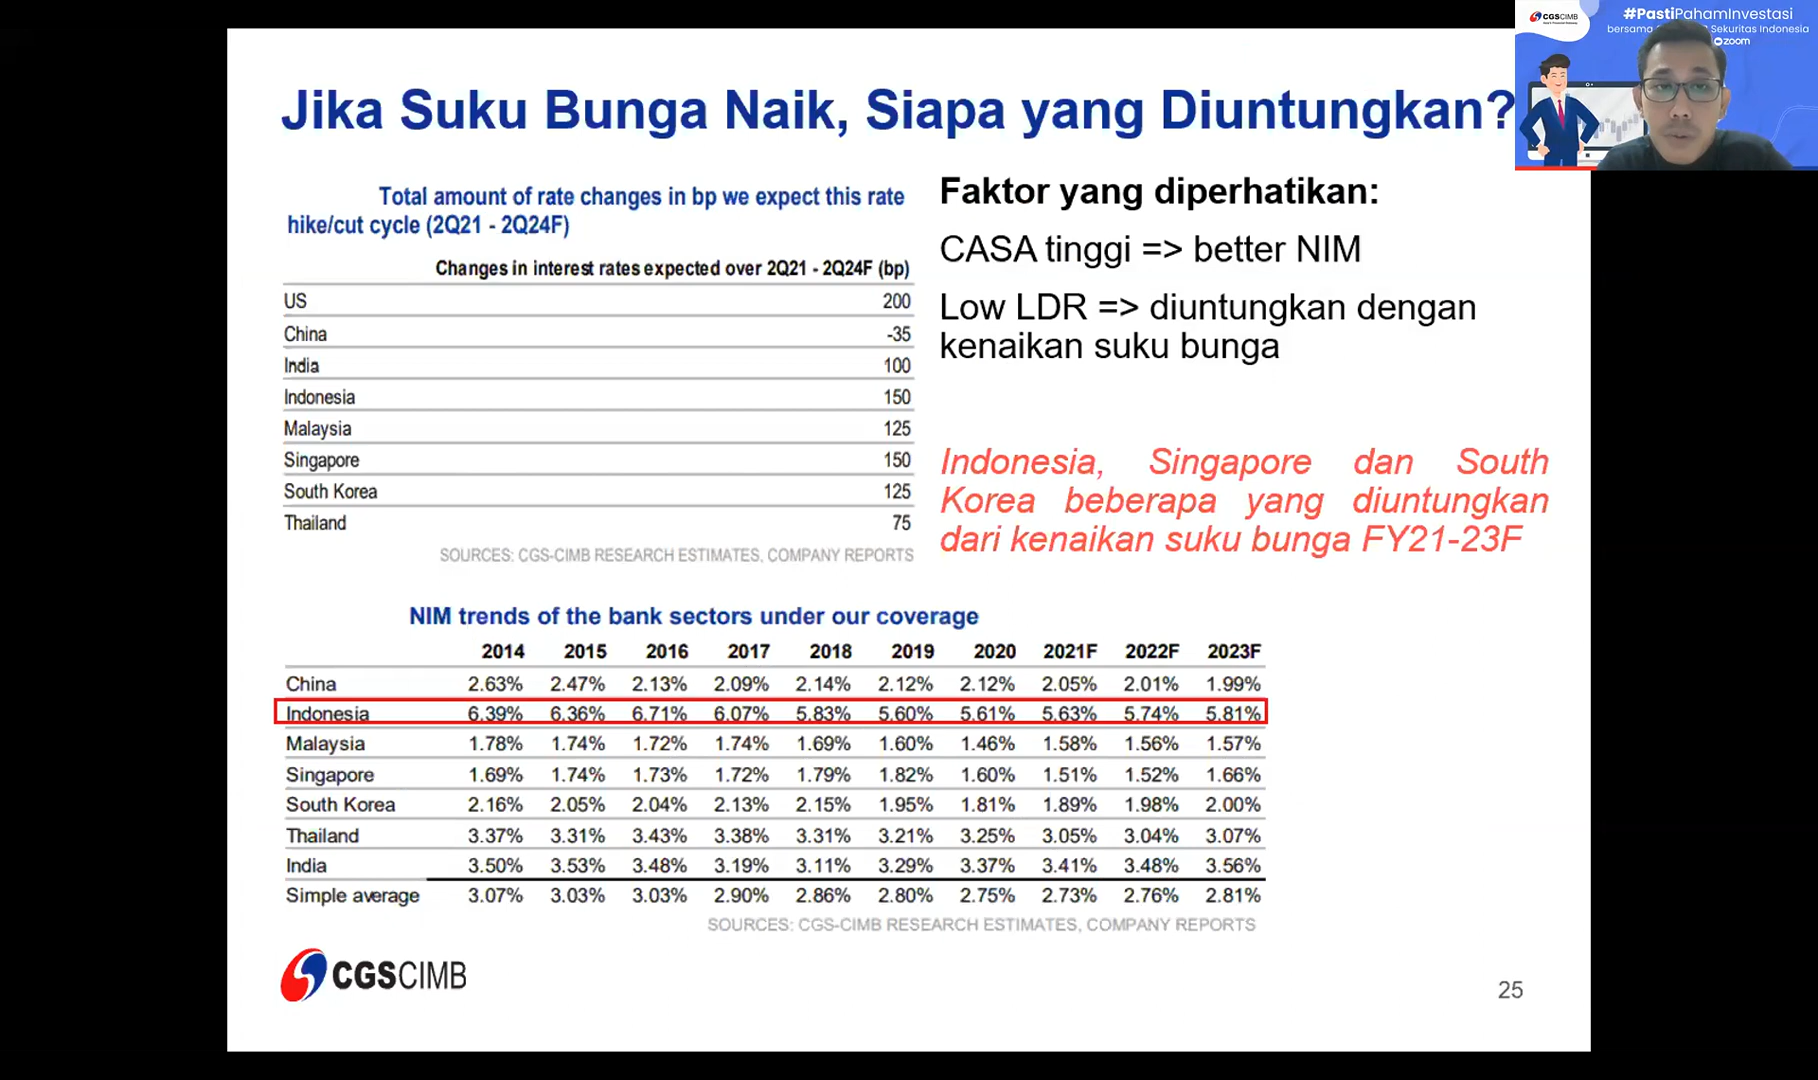 CGS CIMB
#PastiPahamInvestasi
bersama Sekuritas Indonesia
zoom
Jika Suku Bunga Naik, Siapa yang Diuntungkan?
Total amount of rate changes in bp we expect this rate
hike/cut cycle (2Q21 - 2Q24F)
Changes in interest rates expected over 2Q21 - 2Q24F (bp)
US 200
China -35
India 100
Indonesia 150
Malaysia 125
Singapore 150
South Korea 125
Thailand 75
SOURCES: CGS-CIMB RESEARCH ESTIMATES, COMPANY REPORTS
Faktor yang diperhatikan:
CASA tinggi => better NIM
Low LDR => diuntungkan dengan
kenaikan suku bunga
Indonesia, Singapore dan South
Korea beberapa yang diuntungkan
dari kenaikan suku bunga FY21-23F
NIM trends of the bank sectors under our coverage
2014 2015 2016 2017 2018 2019 2020 2021F 2022F 2023F
China 2.63% 2.47% 2.13% 2.09% 2.14% 2.12% 2.12% 2.05% 2.01% 1.99%
Indonesia 6.39% 6.36% 6.71% 6.07% 5.83% 5.60% 5.61% 5.63% 5.74% 5.81%
Malaysia 1.78% 1.74% 1.72% 1.74% 1.69% 1.60% 1.46% 1.58% 1.56% 1.57%
Singapore 1.69% 1.74% 1.73% 1.72% 1.79% 1.82% 1.60% 1.51% 1.52% 1.66%
South Korea 2.16% 2.05% 2.04% 2.13% 2.15% 1.95% 1.81% 1.89% 1.98% 2.00%
Thailand 3.37% 3.31% 3.43% 3.38% 3.31% 3.21% 3.25% 3.05% 3.04% 3.07%
India 3.50% 3.53% 3.48% 3.19% 3.11% 3.29% 3.37% 3.41% 3.48% 3.56%
Simple average 3.07% 3.03% 3.03% 2.90% 2.86% 2.80% 2.75% 2.73% 2.76% 2.81%
SOURCES: CGS-CIMB RESEARCH ESTIMATES, COMPANY REPORTS
CGS CIMB
25